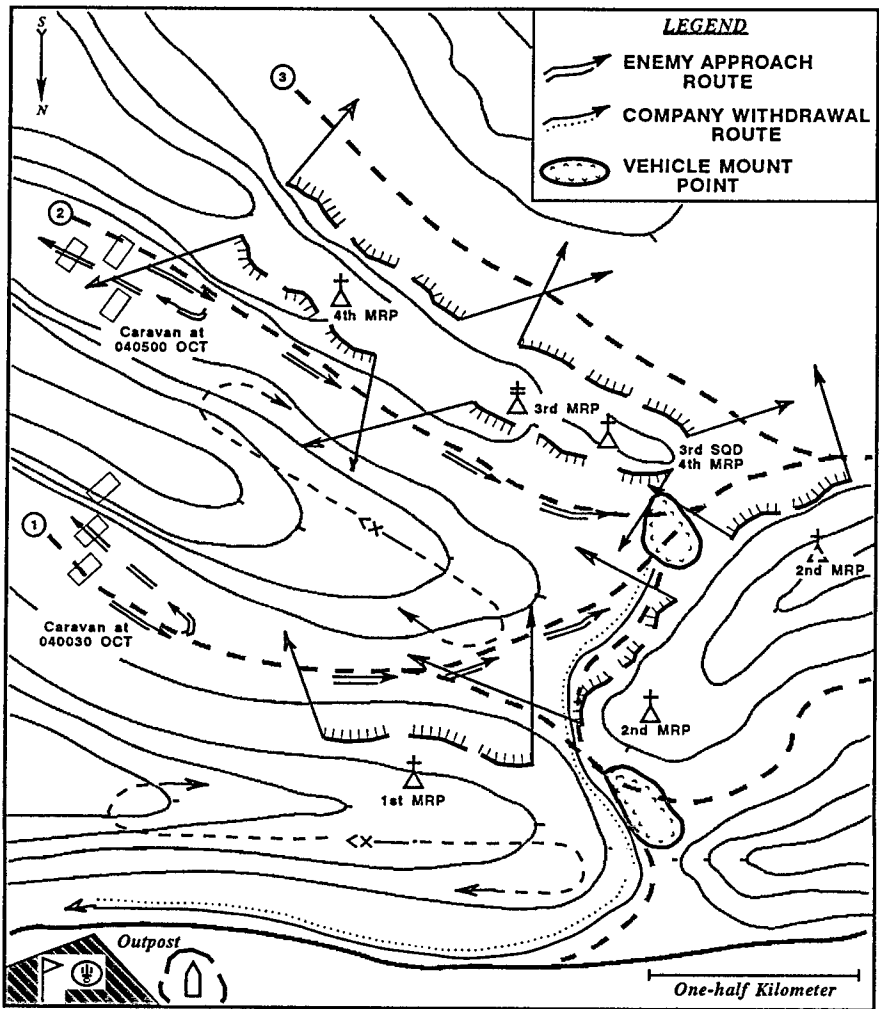 S
N
LEGEND
ENEMY APPROACH
ROUTE
COMPANY WITHDRAWAL
ROUTE
VEHICLE MOUNT
POINT
3
2
4th MRP
Caravan at
040500 OCT
3rd MRP
3rd SQD
4th MRP
1
<x
2nd MRP
Caravan at
040030 OCT
2nd MRP
1st MRP
<x
Outpost
One-half Kilometer